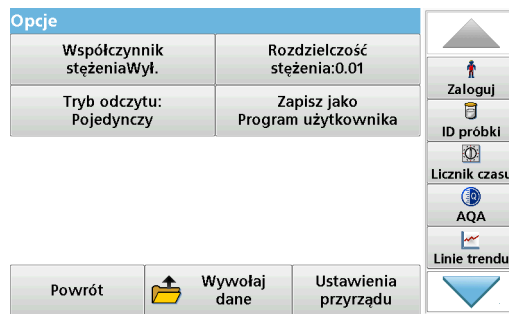 Opcje
Współczynnik
stężeniaWył.
Rozdzielczość
stężenia:0.01
Tryb odczytu:
Pojedynczy
Zapisz jako
Program użytkownika
Powrót
Wywołaj
dane
Ustawienia
przyrządu
Zaloguj
ID próbki
Licznik czasu
AQA
Linie trendu